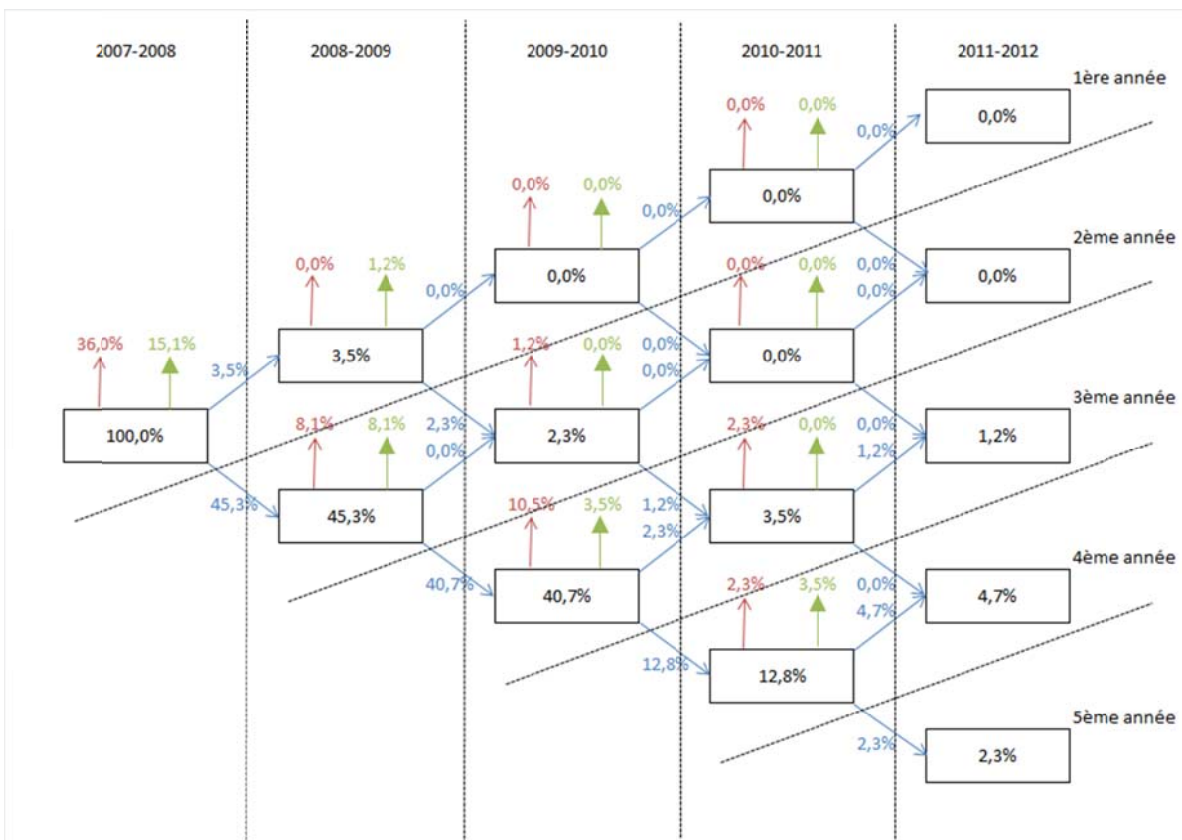 2007-2008 2008-2009 2009-2010 2010-2011 2011-2012
1ère année
0,0% 0,0%
0,0% 0,0%
0,0% 0,0%
0,0% 0,0%
2ème année
0,0% 1,2% 0,0% 0,0% 0,0%
0,0% 0,0% 0,0% 0,0%
36,0% 15,1% 1,2% 0,0% 0,0%
3,5% 3,5% 0,0% 0,0%
3ème année
8,1% 8,1% 2,3% 2,3% 0,0% 0,0%
100,0% 0,0% 2,3% 1,2% 1,2%
45,3% 10,5% 3,5% 1,2%
45,3% 2,3% 3,5%
4ème année
40,7% 40,7% 2,3% 3,5% 0,0% 4,7%
4,7%
12,8% 12,8%
5ème année
2,3% 2,3%